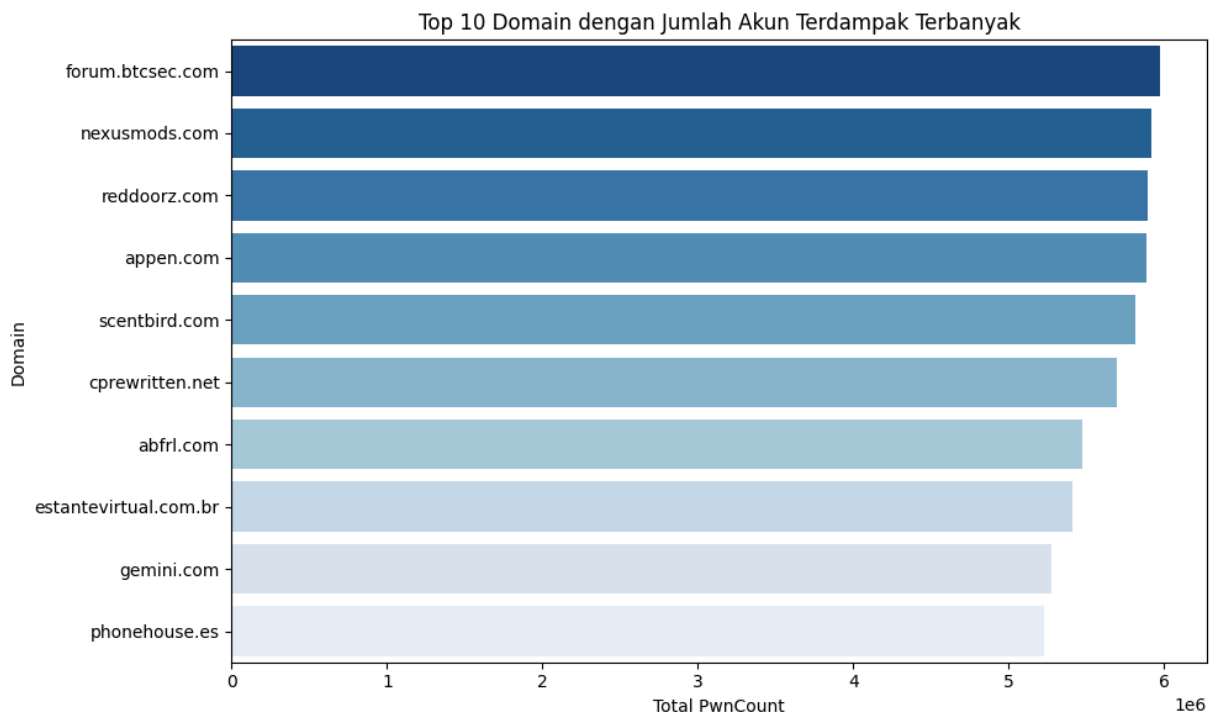 Top 10 Domain dengan Jumlah Akun Terdampak Terbanyak
Domain
forum.btcsec.com
nexusmods.com
reddoorz.com
appen.com
scentbird.com
cprewritten.net
abfrl.com
estantevirtual.com.br
gemini.com
phonehouse.es
0 1 2 3 4 5 6
1e6
Total PwnCount